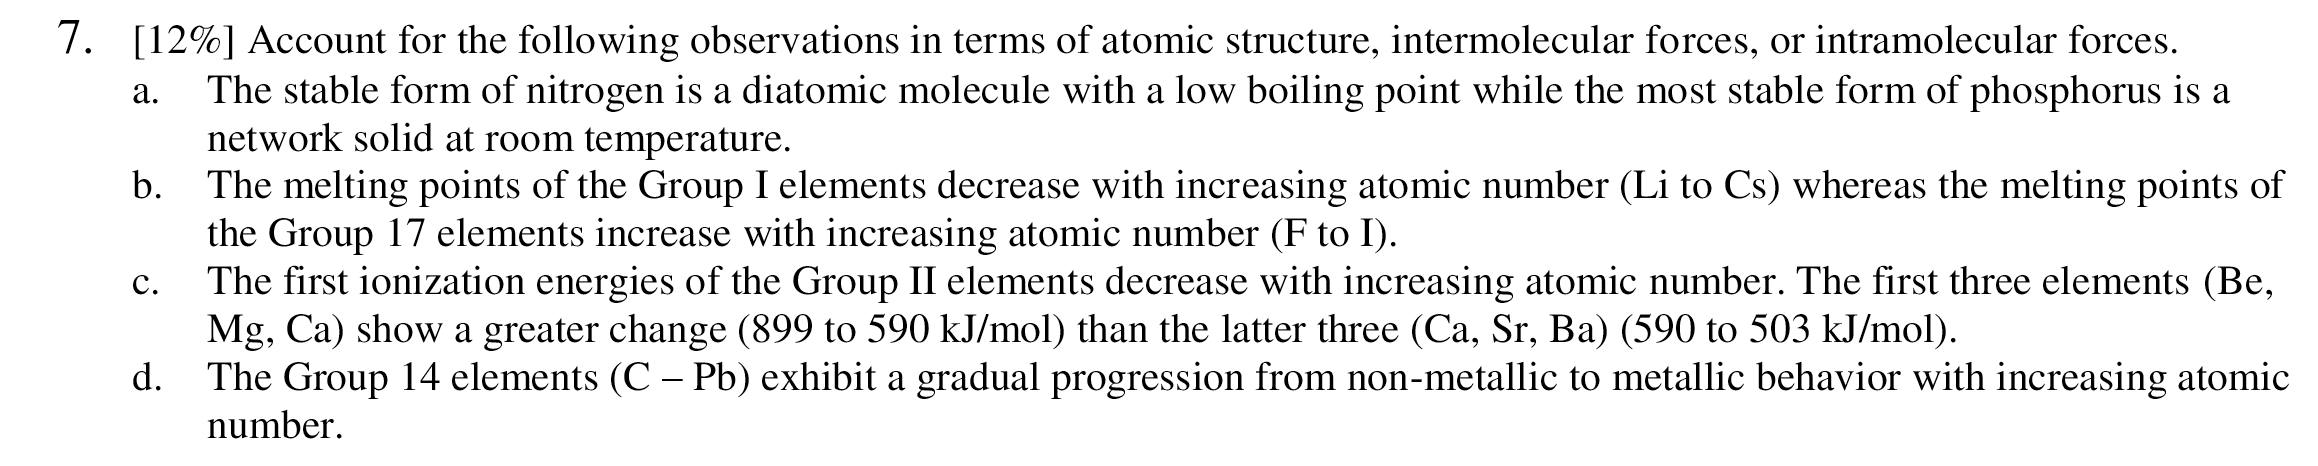 7. [12%] Account for the following observations in terms of atomic structure, intermolecular forces, or intramolecular forces.
a. The stable form of nitrogen is a diatomic molecule with a low boiling point while the most stable form of phosphorus is a
network solid at room temperature.
b. The melting points of the Group I elements decrease with increasing atomic number (Li to Cs) whereas the melting points of
the Group 17 elements increase with increasing atomic number (F to I).
c. The first ionization energies of the Group II elements decrease with increasing atomic number. The first three elements (Be,
Mg, Ca) show a greater change (899 to 590 kJ/mol) than the latter three (Ca, Sr, Ba) (590 to 503 kJ/mol).
d. The Group 14 elements (C – Pb) exhibit a gradual progression from non-metallic to metallic behavior with increasing atomic
number.